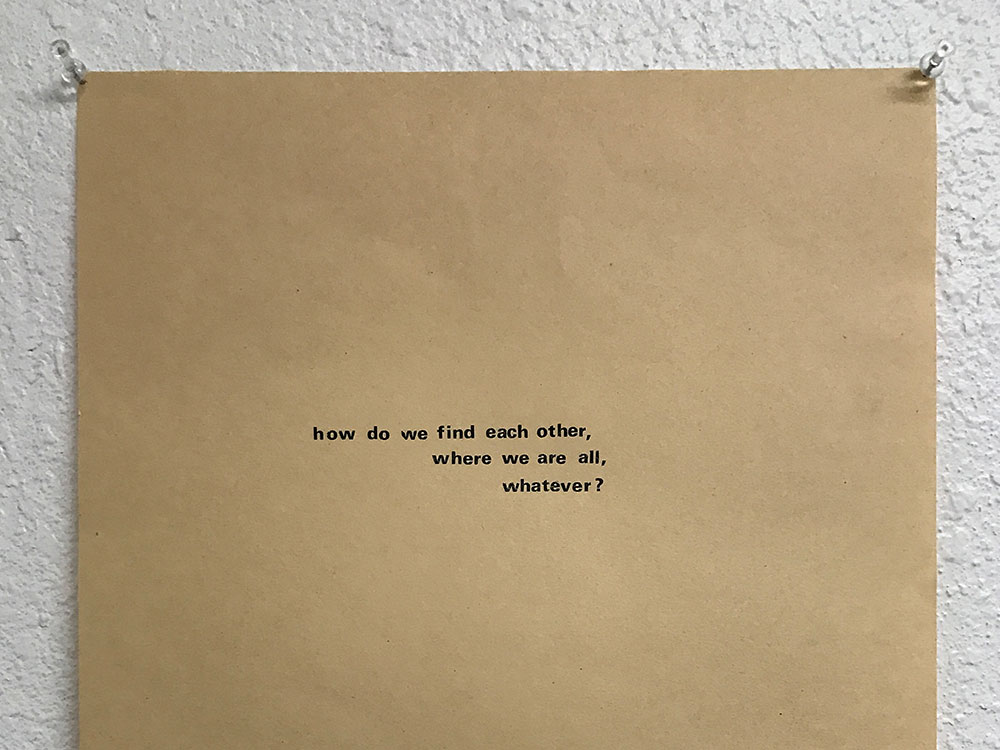 how do we find each other,
where we are all,
whatever?